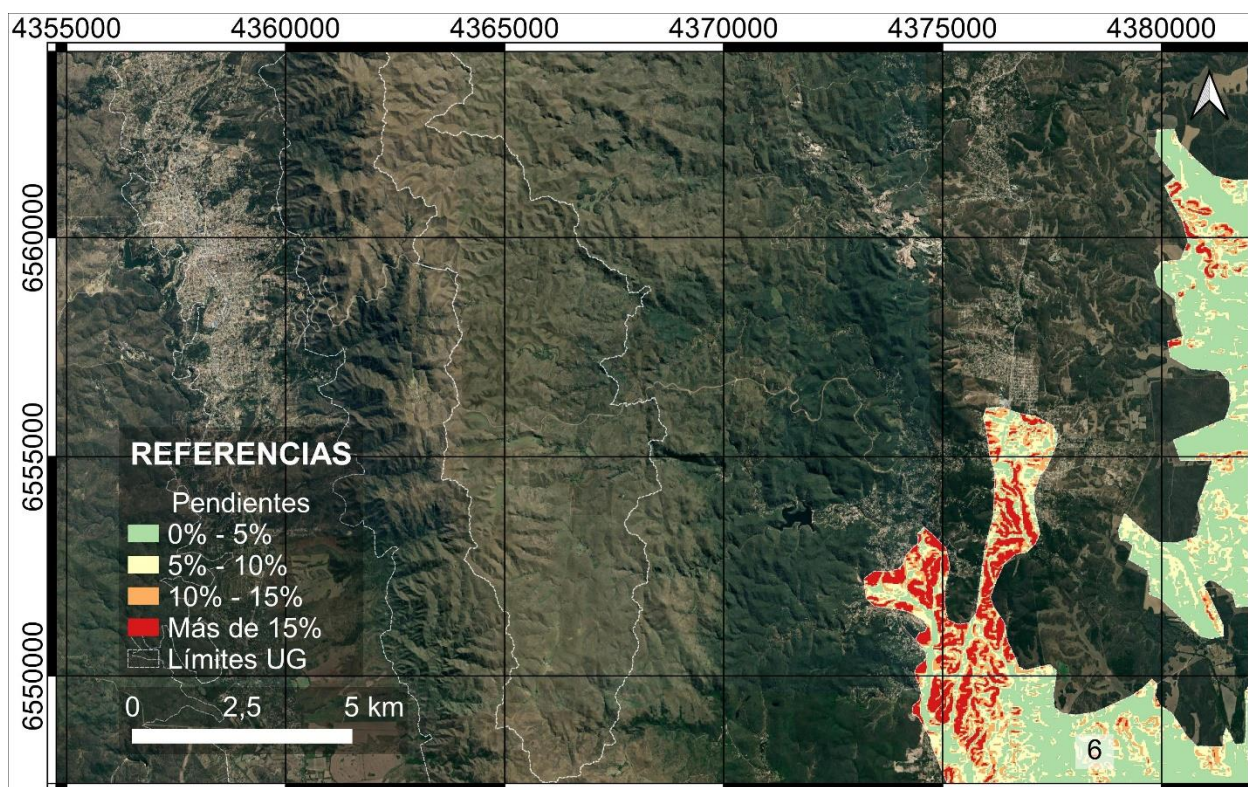 4355000 4360000 4365000 4370000 4375000 4380000
6560000
6555000
6550000
REFERENCIAS
Pendientes
0% - 5%
5% - 10%
10% - 15%
Más de 15%
Límites UG
0 2,5 5 km
6